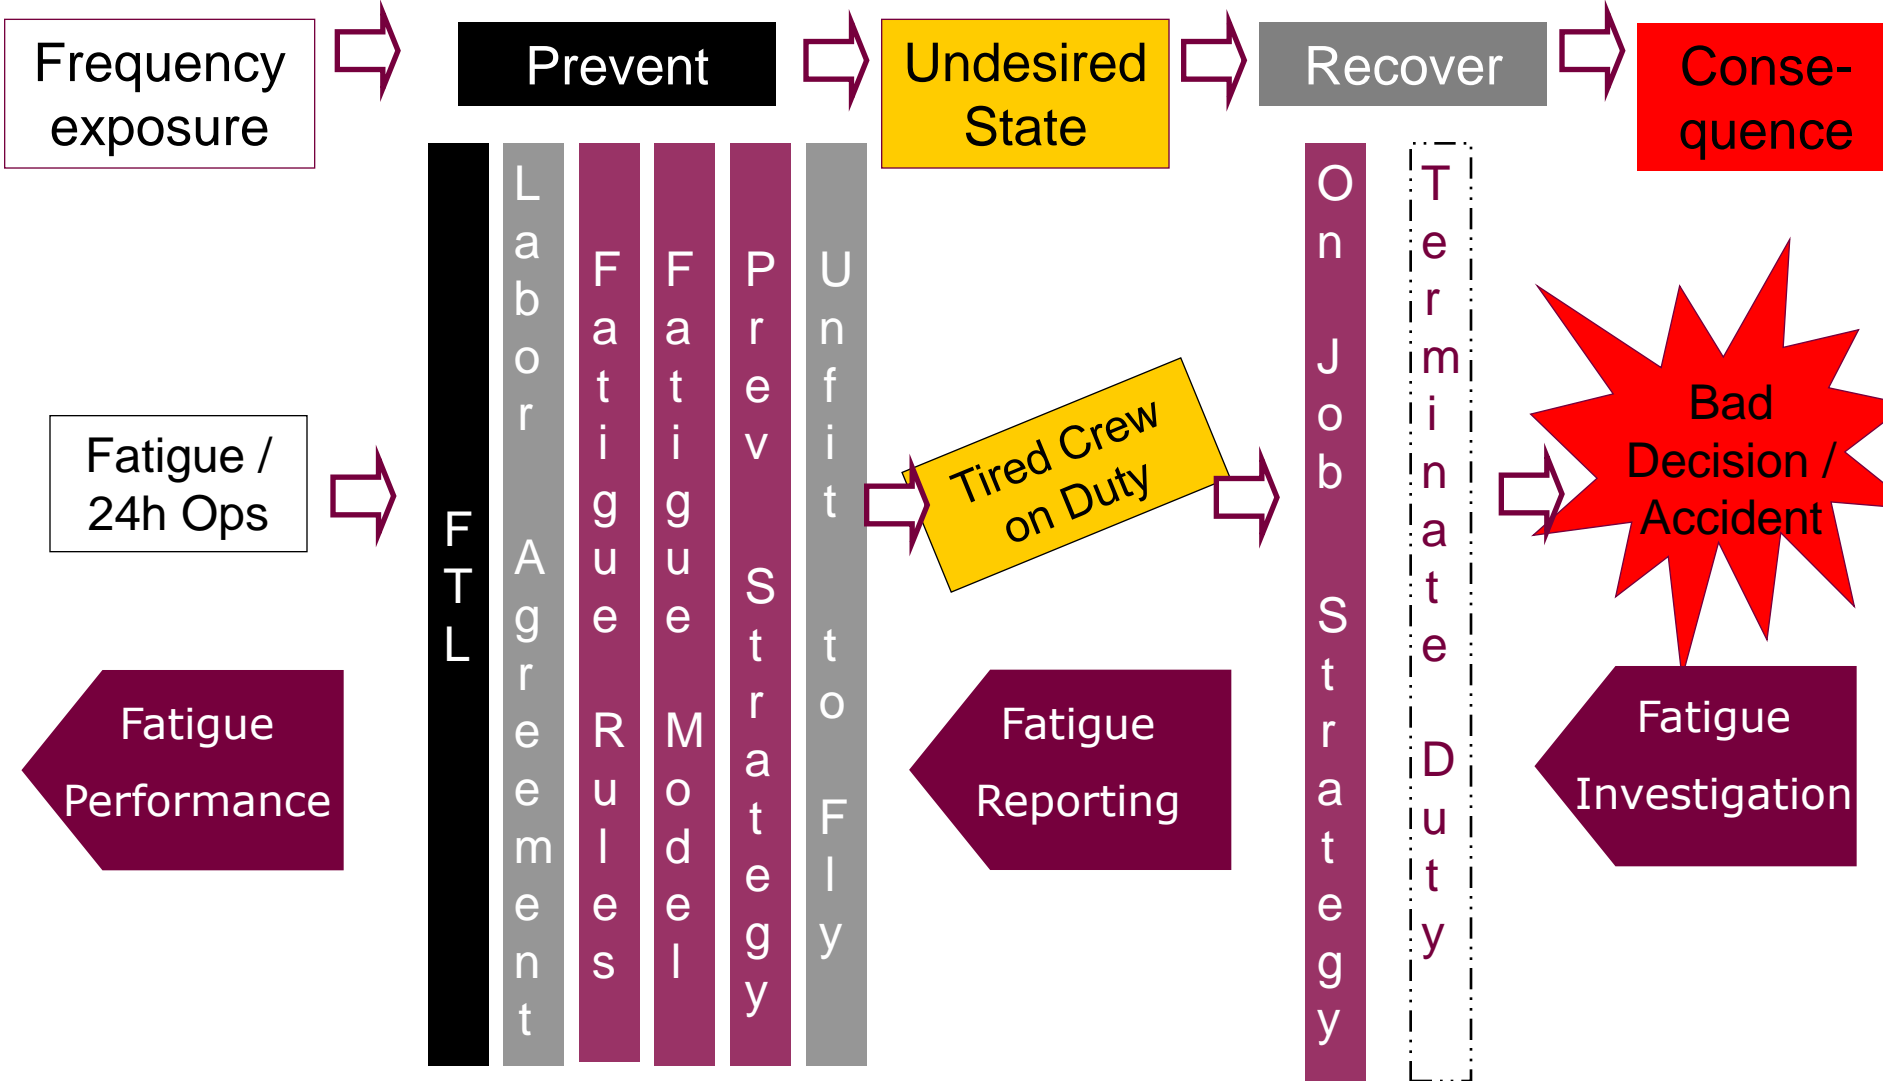 Frequency
exposure
Prevent
Undesired
State
Recover
Conse-
quence
Fatigue /
24h Ops
FTL
Labor Agreement
Fatigue Rules
Fatigue Model
Prev Strategy
Unfit to Fly
Tired Crew
on Duty
On Job Strategy
Terminate Duty
Bad
Decision /
Accident
Fatigue
Performance
Fatigue
Reporting
Fatigue
Investigation